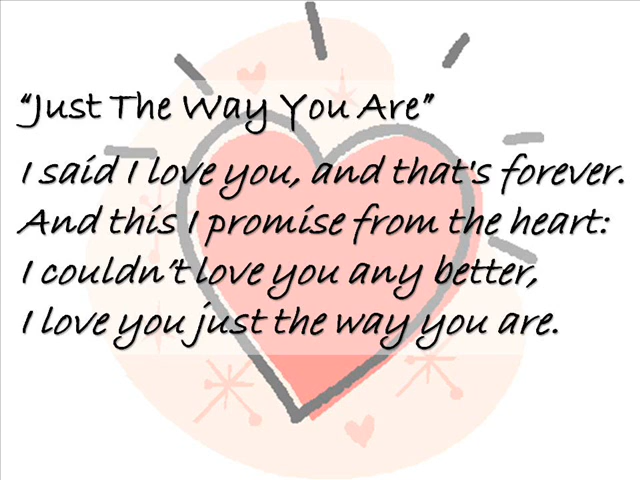 “Just The Way You Are”
I said I love you, and that's forever.
And this I promise from the heart:
I couldn’t love you any better,
I love you just the way you are.